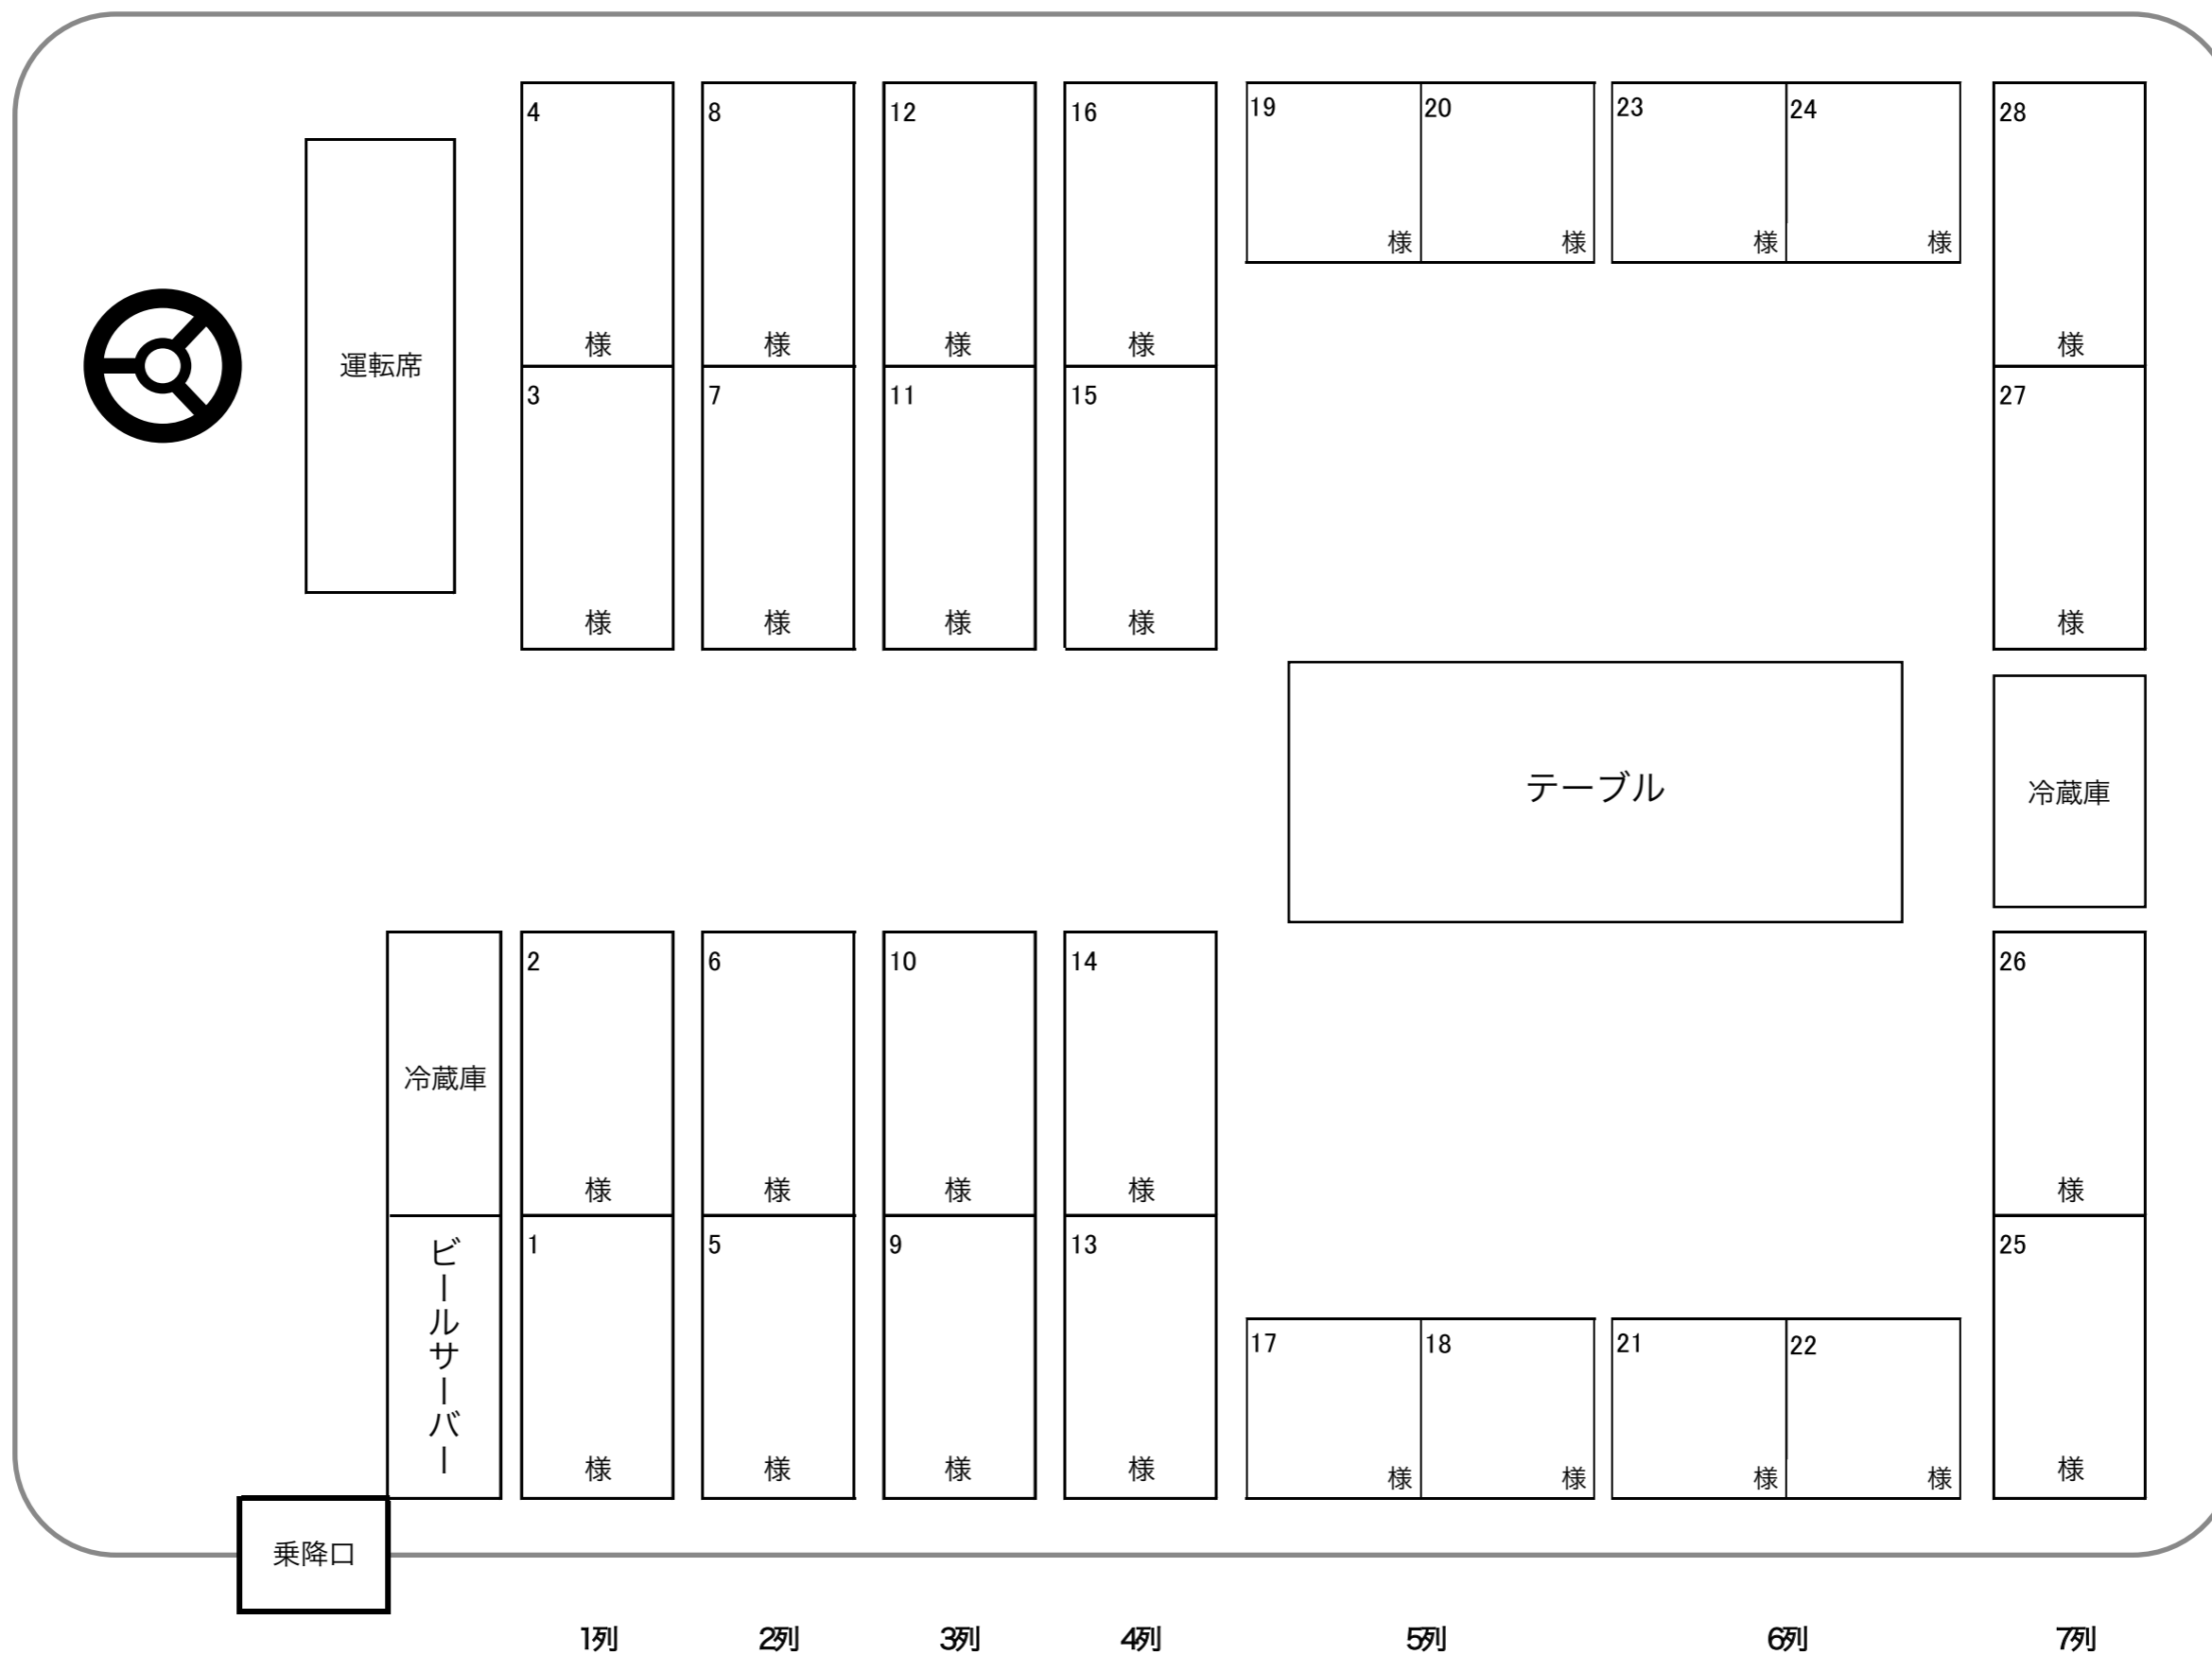 4
8
12
16
19
20
23
24
28
様
様
様
様
様
様
様
様
様
運転席
3
7
11
15
27
様
様
様
様
様
テーブル
冷蔵庫
2
6
10
14
26
冷蔵庫
様
様
様
様
様
ビールサーバー
1
5
9
13
25
17
18
21
22
様
様
様
様
様
様
様
様
様
乗降口
1列
2列
3列
4列
5列
6列
7列